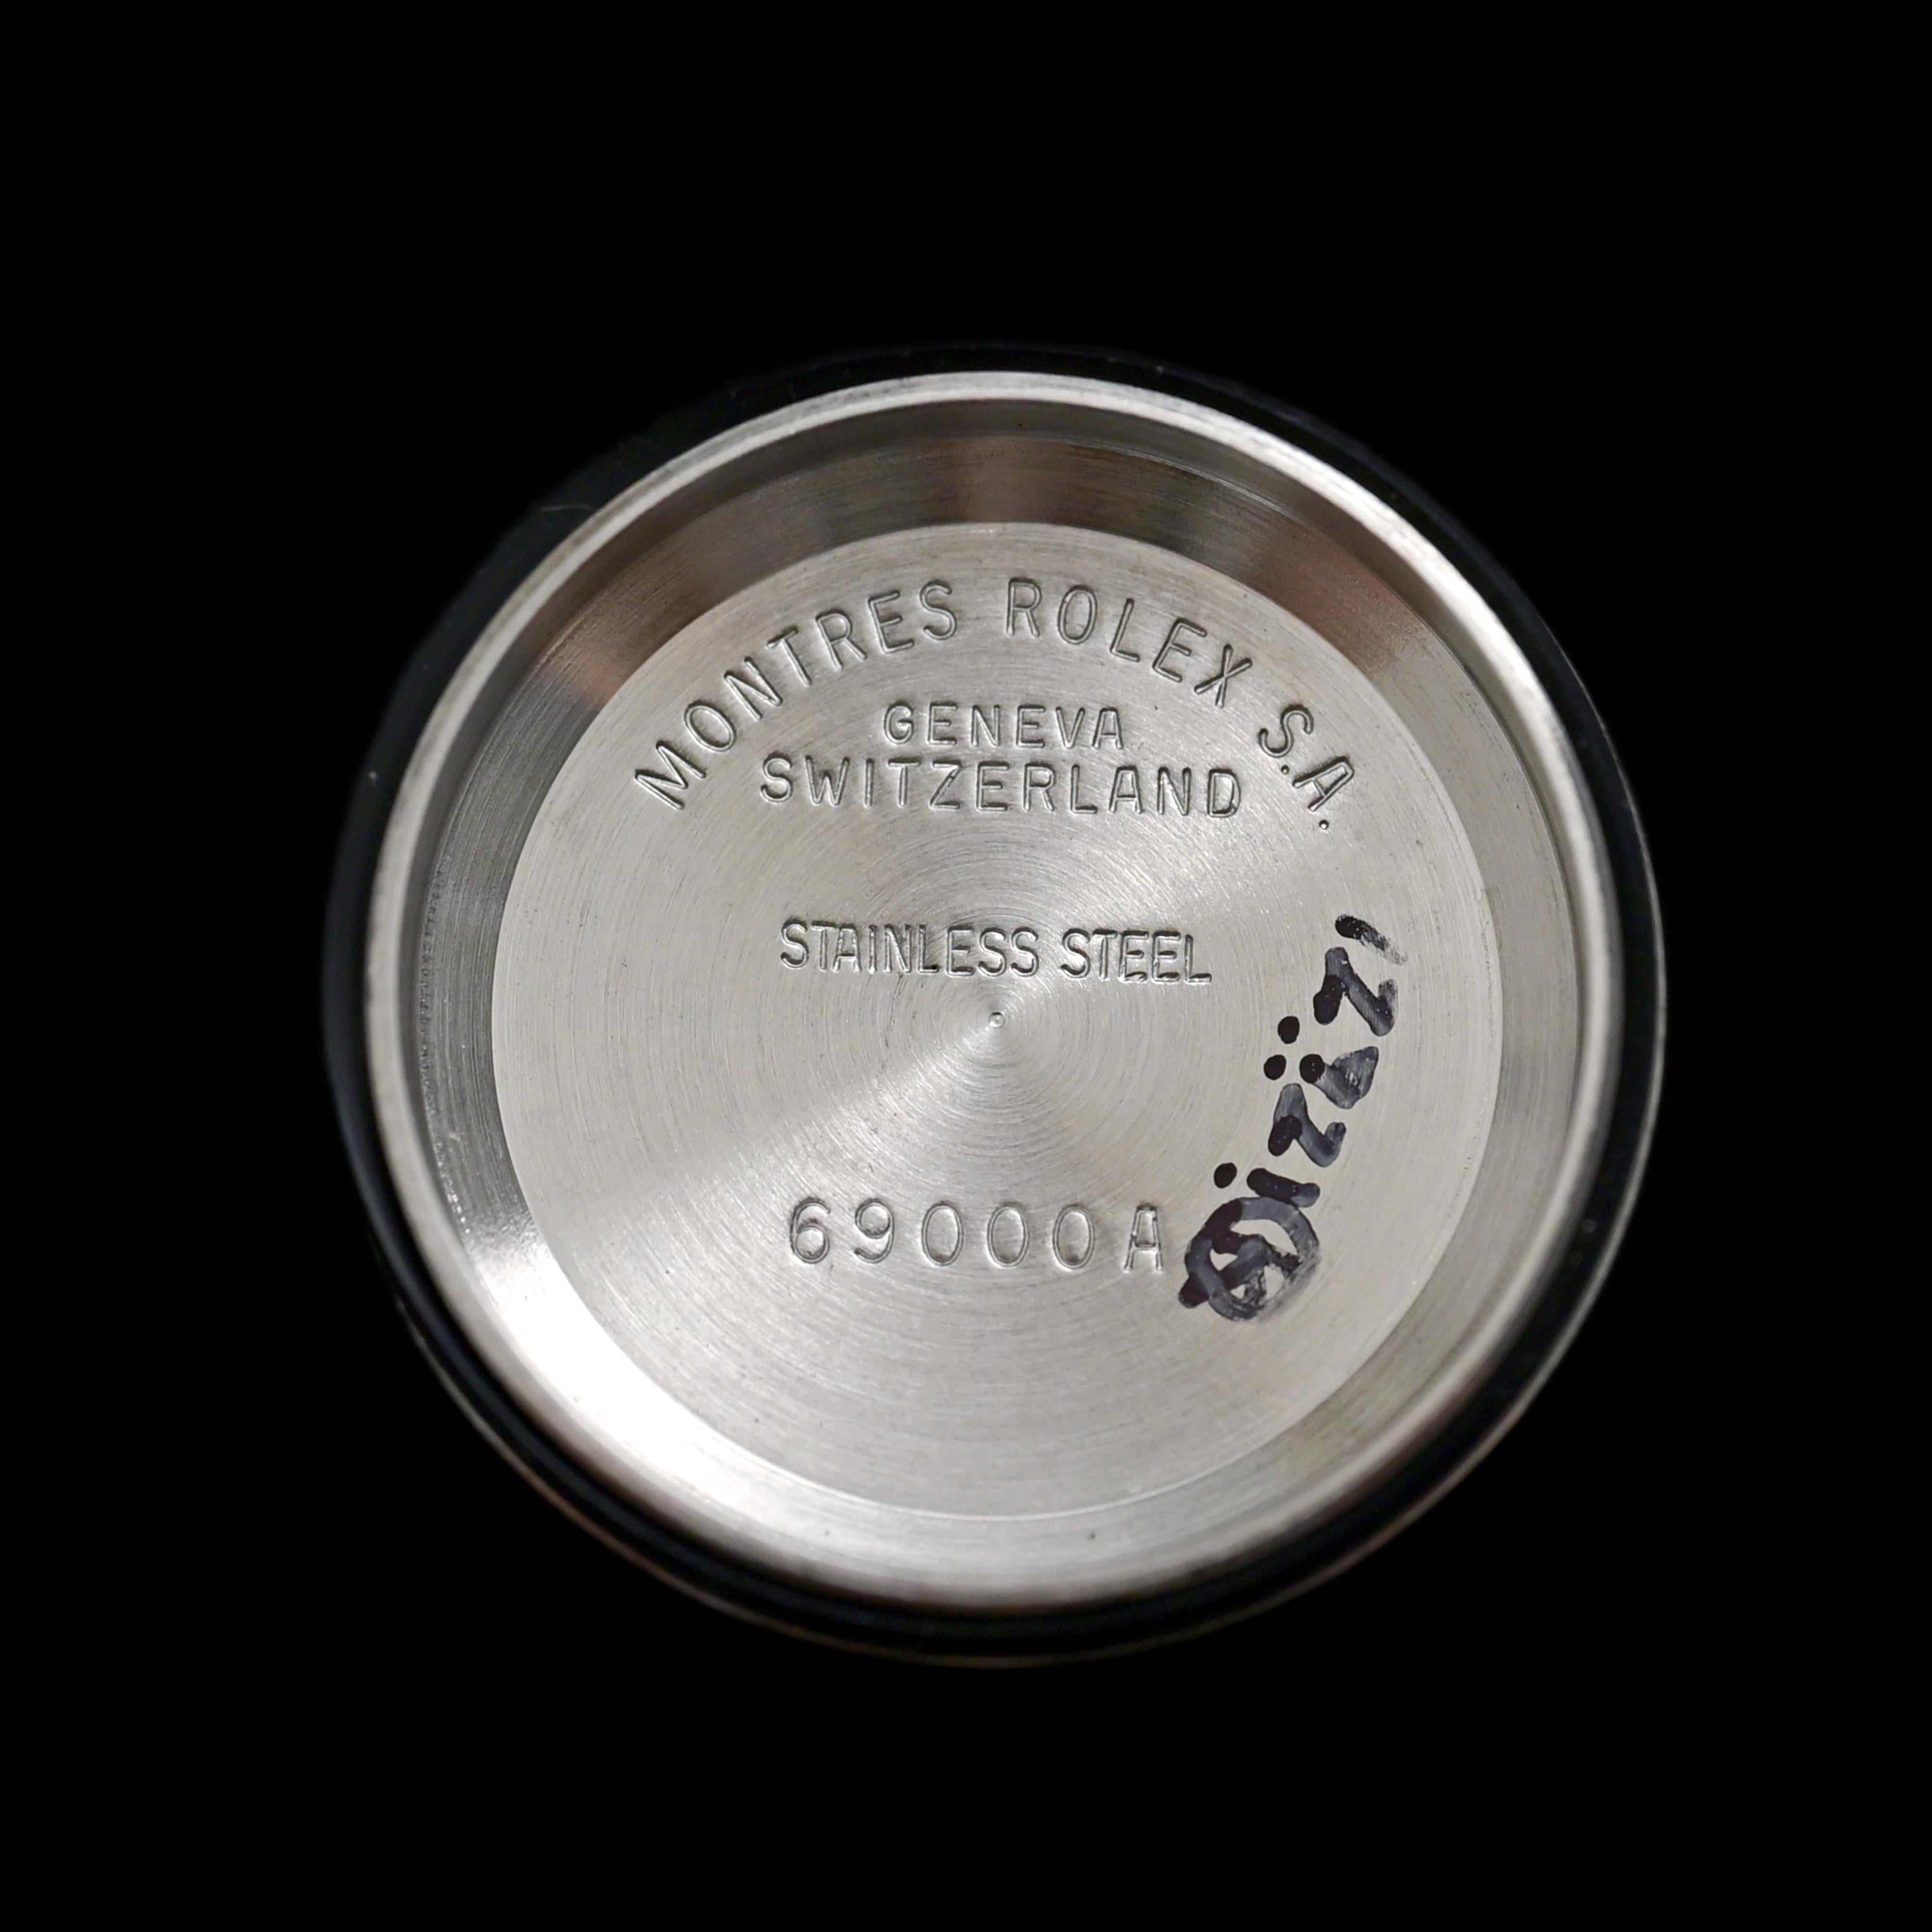 MONTRES ROLEX S.A.
GENEVA
SWITZERLAND
STAINLESS STEEL
69000A